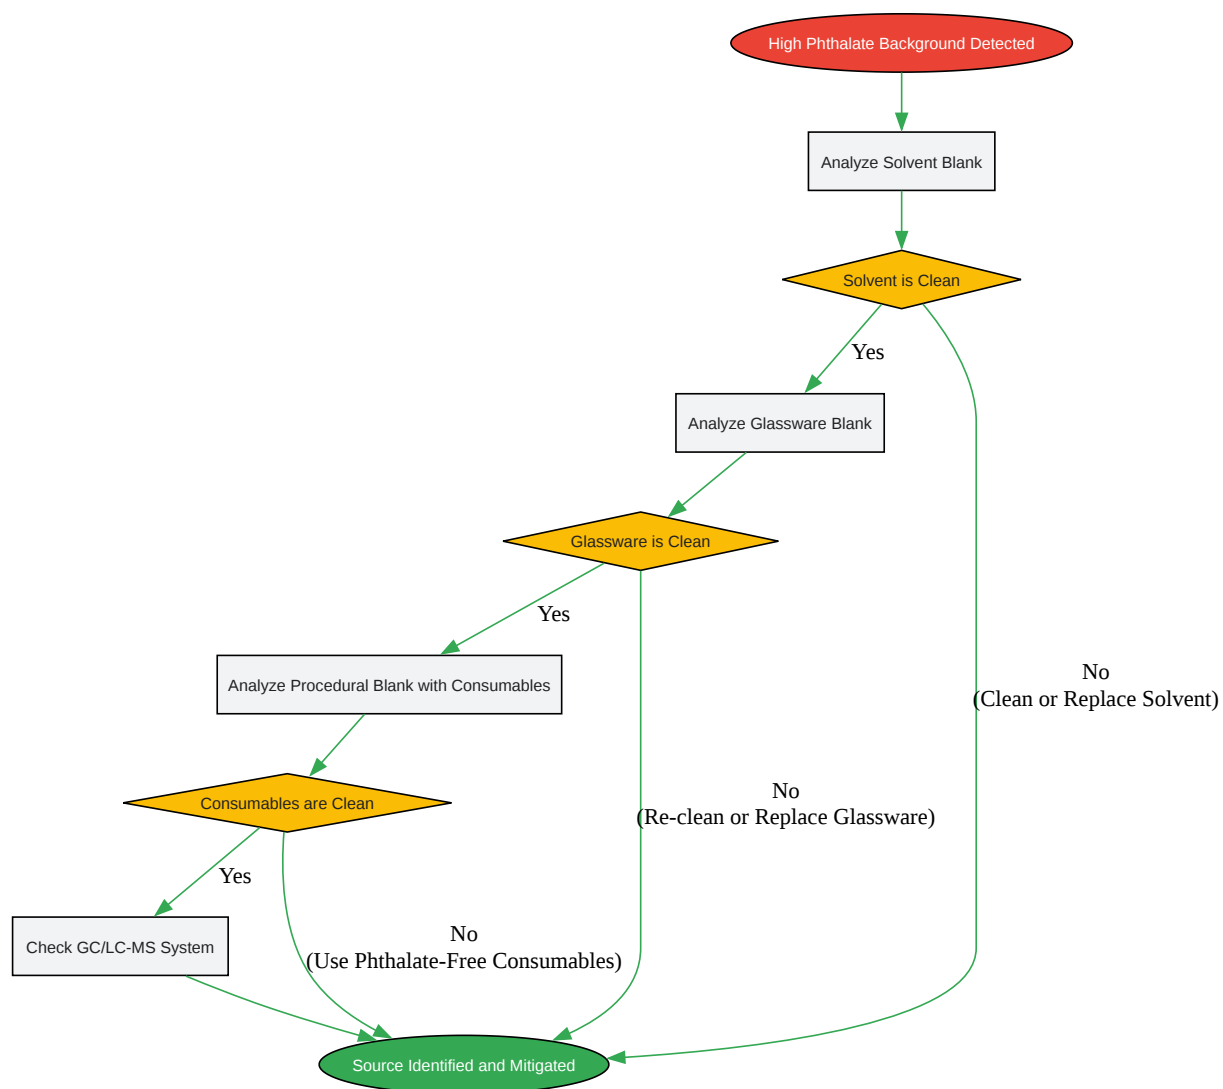 High Phthalate Background Detected
Analyze Solvent Blank
Solvent is Clean
Yes
Analyze Glassware Blank
Glassware is Clean
Yes
Analyze Procedural Blank with Consumables
No
(Clean or Replace Solvent)
Consumables are Clean
No
(Re-clean or Replace Glassware)
Yes
Check GC/LC-MS System
No
(Use Phthalate-Free Consumables)
Source Identified and Mitigated